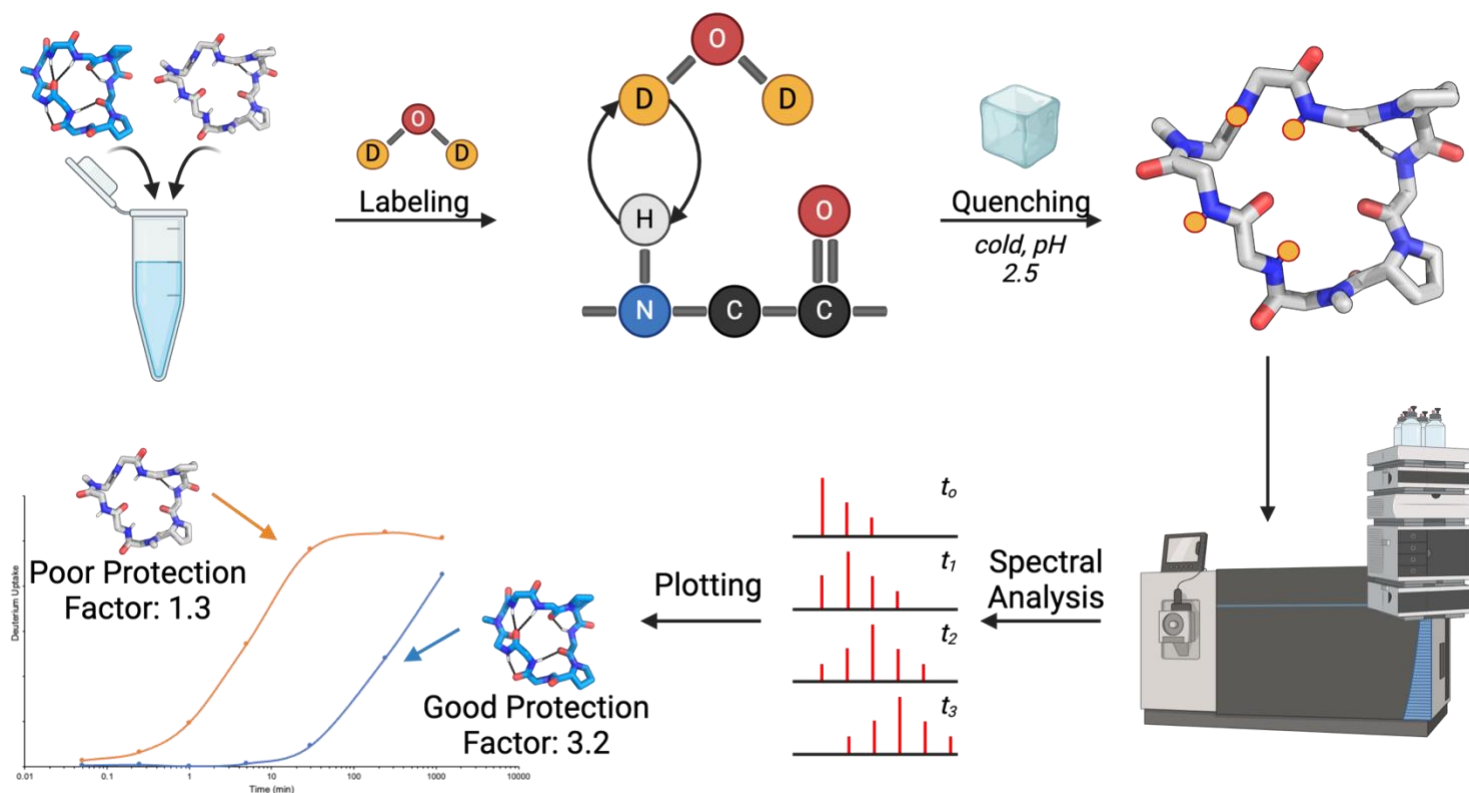 O
D
D
Labeling
O
D
D
H
O
N
C
C
Quenching
cold, pH
2.5
Poor Protection
Factor: 1.3
Good Protection
Factor: 3.2
Deuterium Uptake
0.01
0.1
1
10
100
1000
10000
Time (min)
Plotting
to
t1
t2
t3
Spectral
Analysis